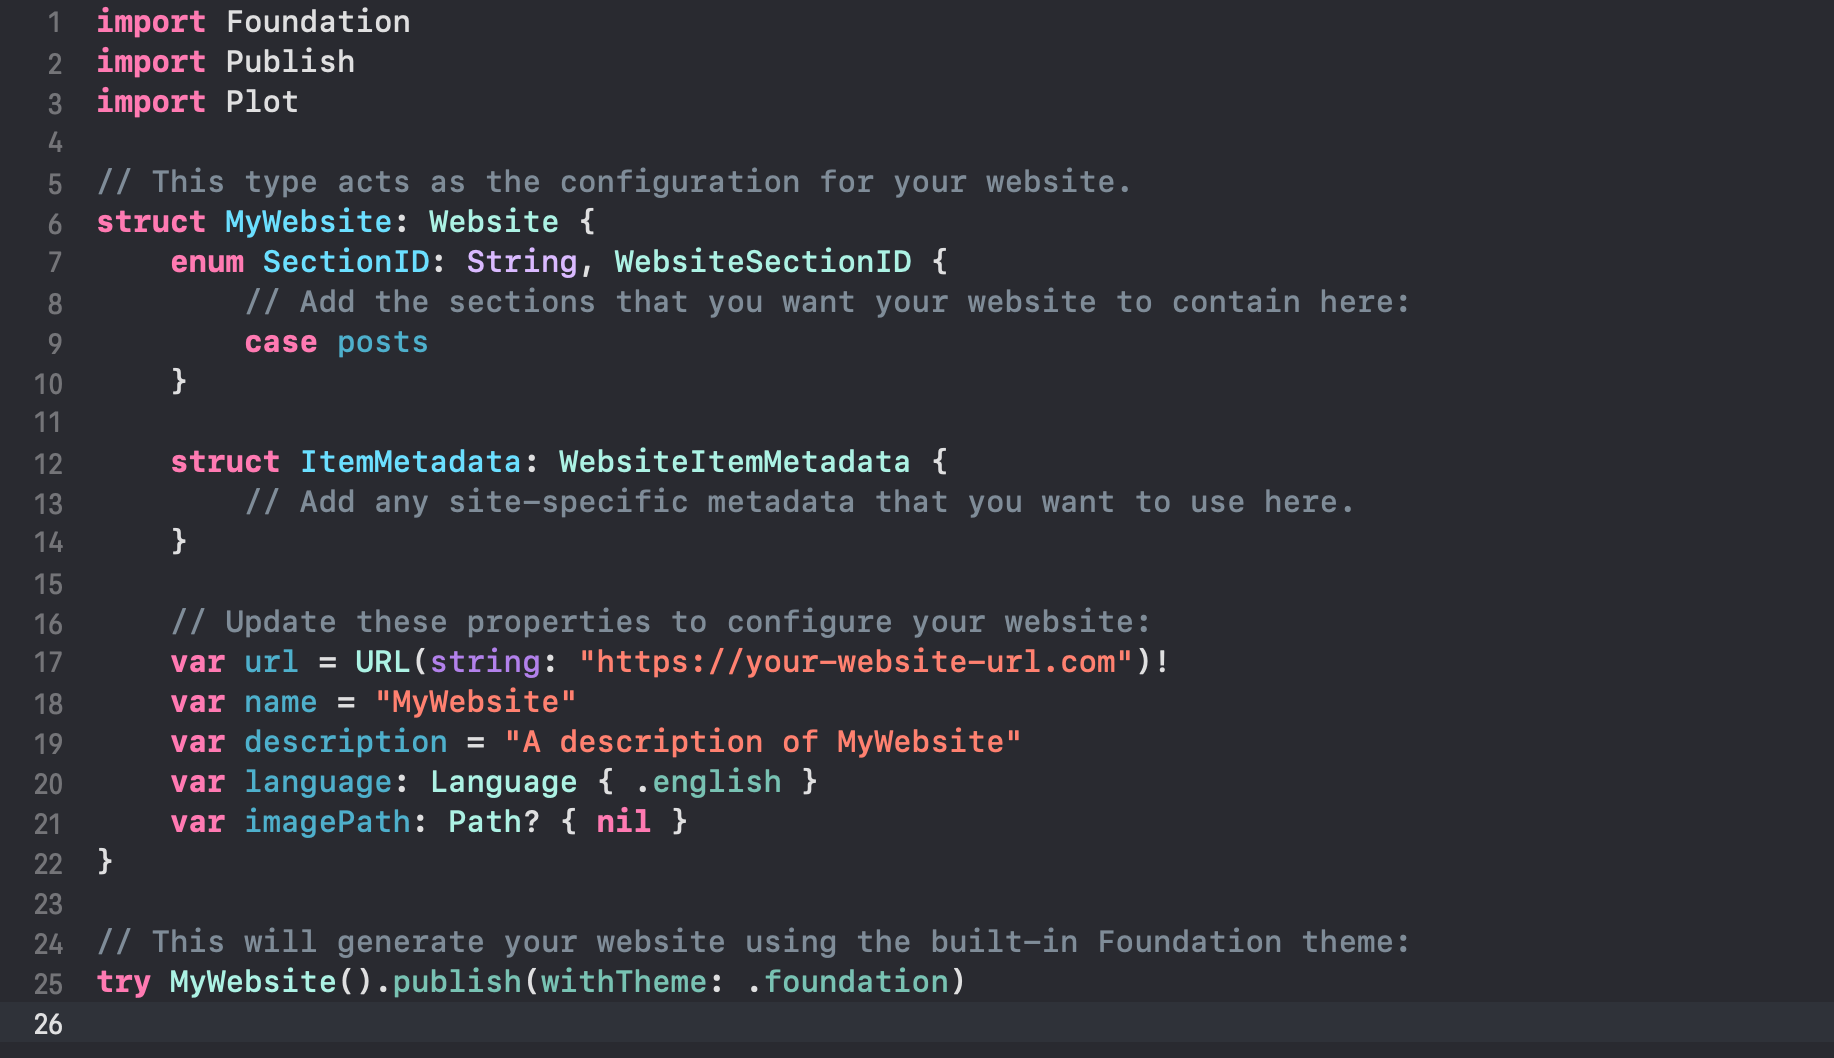 1 import Foundation
2 import Publish
3 import Plot
4
5 // This type acts as the configuration for your website.
6 struct MyWebsite: Website {
7     enum SectionID: String, WebsiteSectionID {
8         // Add the sections that you want your website to contain here:
9         case posts
10     }
11
12     struct ItemMetadata: WebsiteItemMetadata {
13         // Add any site-specific metadata that you want to use here.
14     }
15
16     // Update these properties to configure your website:
17     var url = URL(string: "https://your-website-url.com")!
18     var name = "MyWebsite"
19     var description = "A description of MyWebsite"
20     var language: Language { .english }
21     var imagePath: Path? { nil }
22 }
23
24 // This will generate your website using the built-in Foundation theme:
25 try MyWebsite().publish(withTheme: .foundation)
26